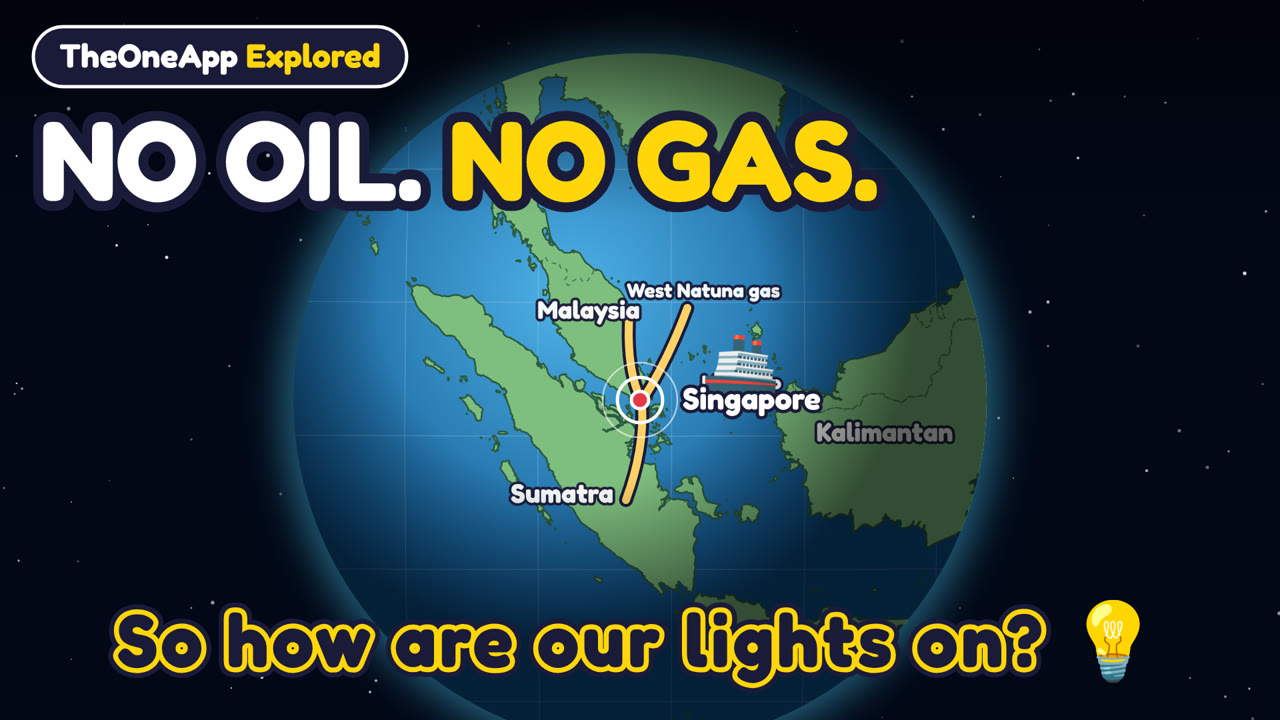 TheOneApp Explored
NO OIL. NO GAS.
West Natuna gas
Malaysia
Singapore
Kalimantan
Sumatra
So how are our lights on?